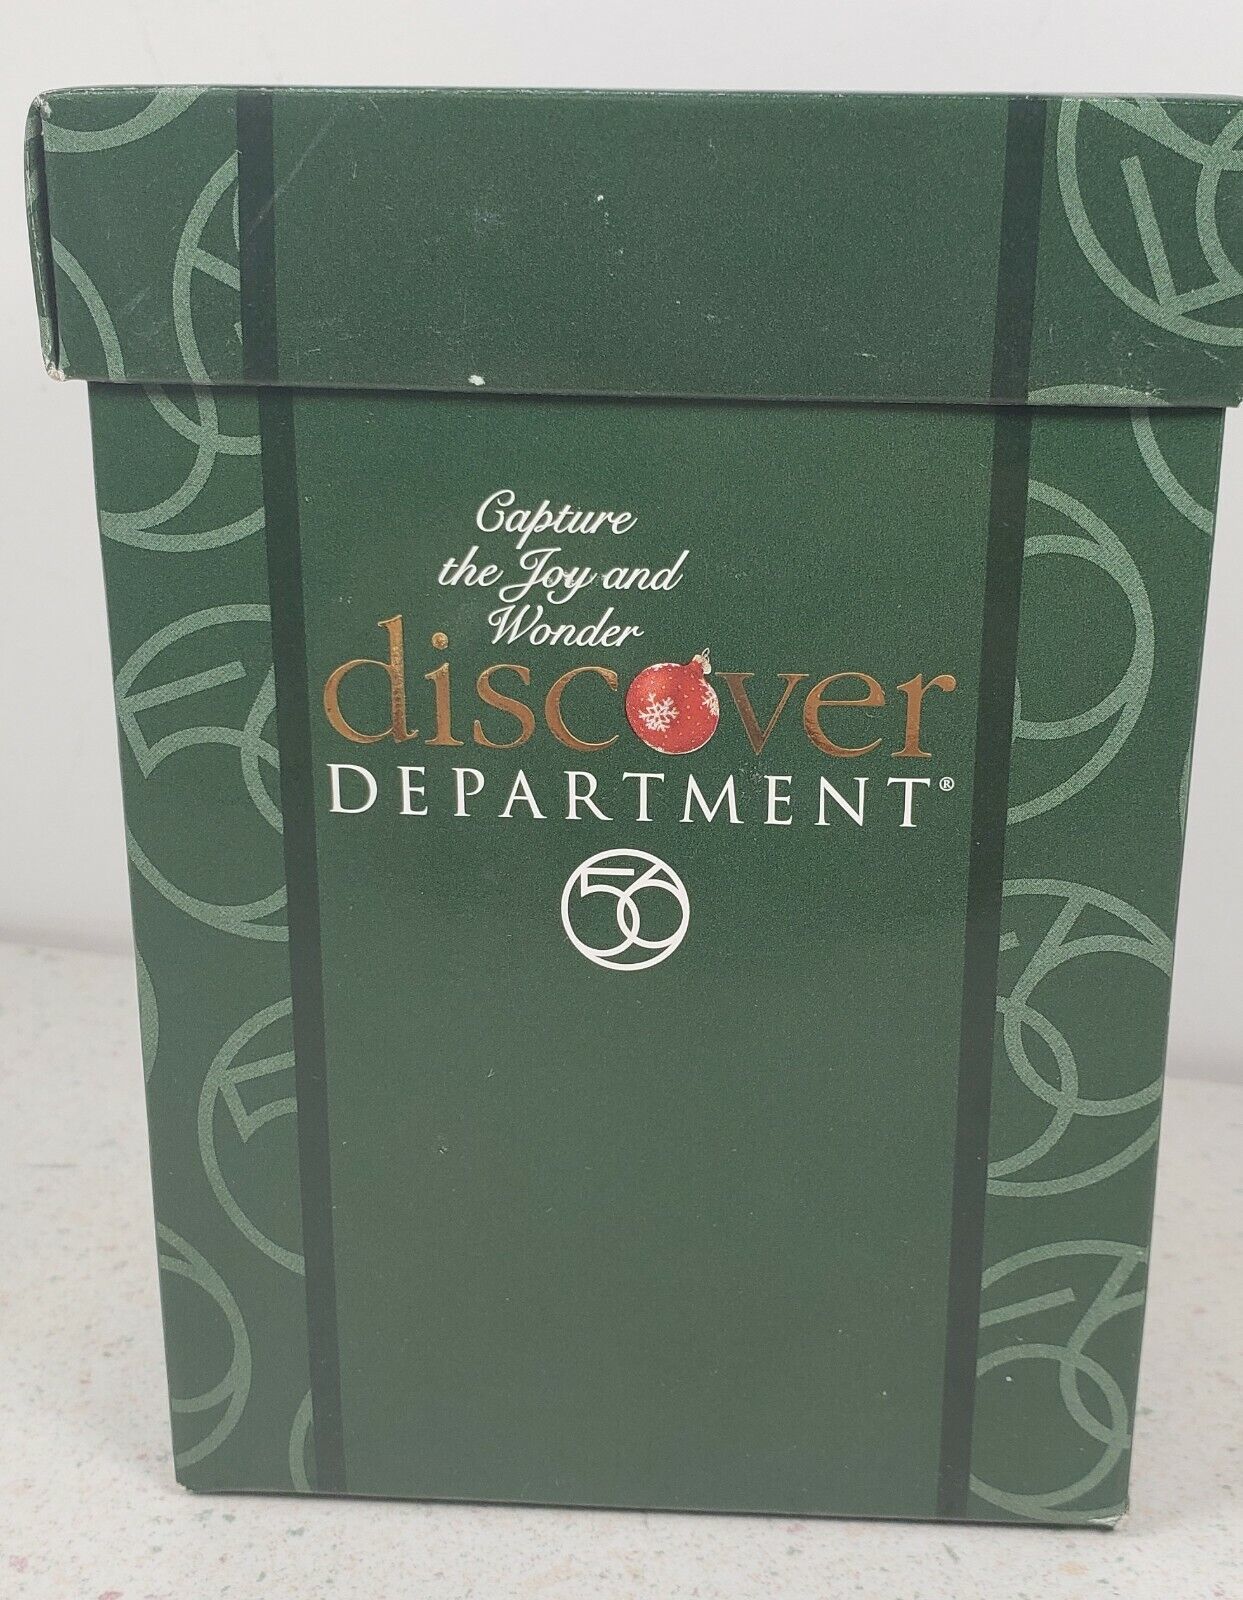 Capture
the Joy and
Wonder
discover
DEPARTMENT®
56